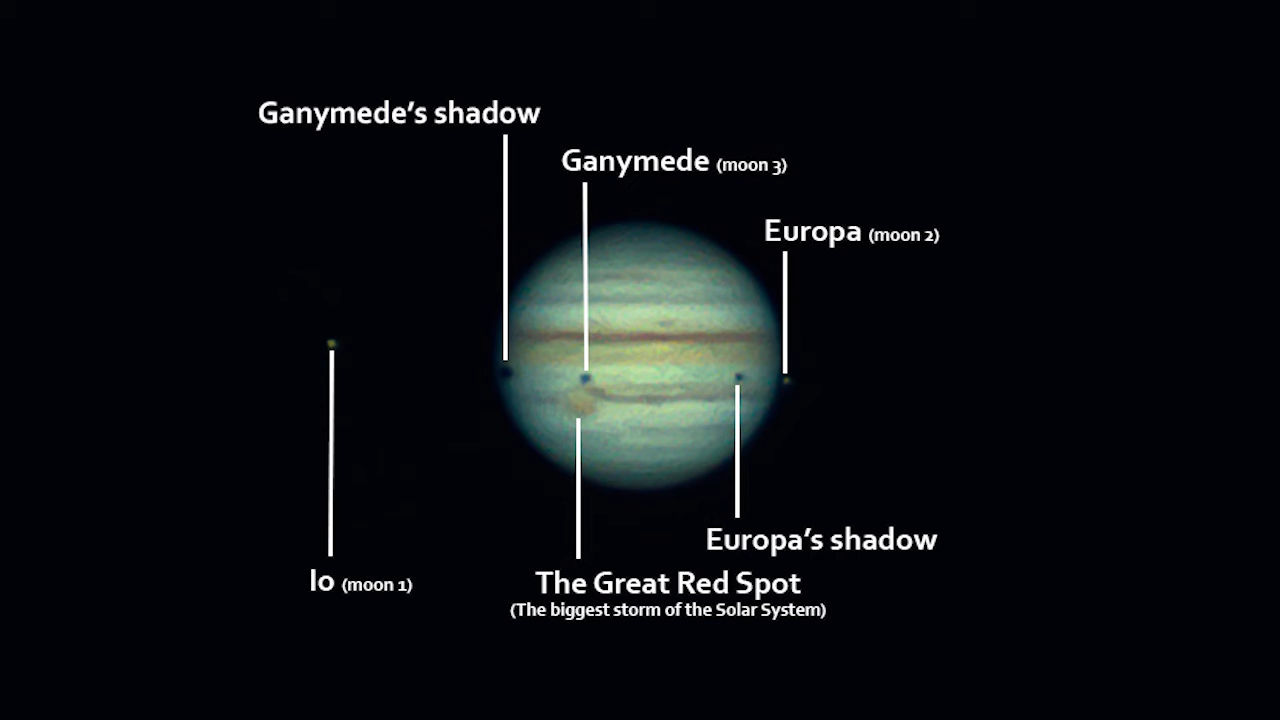 Ganymede's shadow
Ganymede (moon 3)
Europa (moon 2)
Europa's shadow
Io (moon 1)
The Great Red Spot
(The biggest storm of the Solar System)